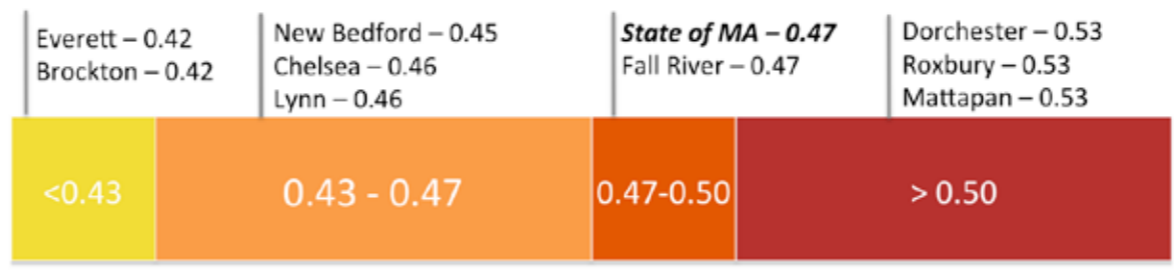 Everett – 0.42
Brockton – 0.42
New Bedford – 0.45
Chelsea – 0.46
Lynn – 0.46
State of MA – 0.47
Fall River – 0.47
Dorchester – 0.53
Roxbury – 0.53
Mattapan – 0.53
<0.43
0.43 - 0.47
0.47-0.50
> 0.50